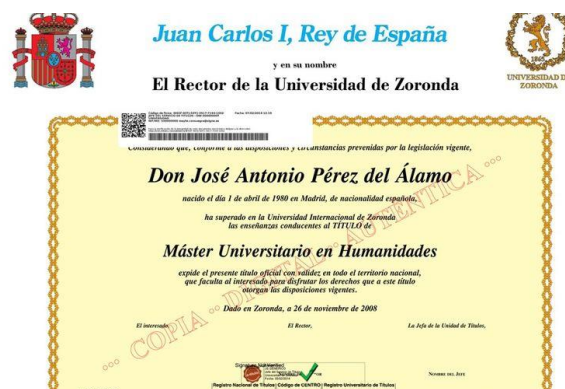 Juan Carlos I, Rey de España
y en su nombre
El Rector de la Universidad de Zoronda
1865
UNIVERSIDAD DE
ZORONDA
Considerando que, conforme a las disposiciones y circunstancias prevenidas por la legislación vigente,
Don José Antonio Pérez del Álamo
nacido el día 1 de abril de 1980 en Madrid, de nacionalidad española,
ha superado en la Universidad Internacional de Zoronda
las enseñanzas conducentes al TÍTULO de
Máster Universitario en Humanidades
expide el presente título oficial con validez en todo el territorio nacional,
que faculta al interesado para disfrutar los derechos que a este título
otorgan las disposiciones vigentes.
Dado en Zoronda, a 26 de noviembre de 2008
El interesado,
El Rector,
La Jefa de la Unidad de Títulos,
°°° COPIA °° DIGITAL °° AUTÉNTICA °°°
Nombre del Jefe
Registro Nacional de Títulos | Código de CENTRO | Registro Universitario de Títulos